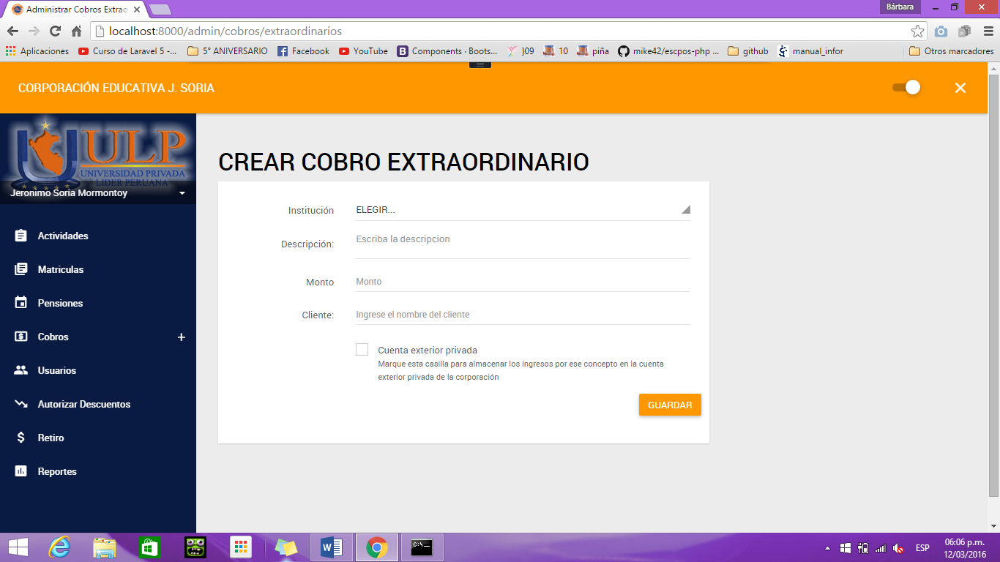 Administrar Cobros Extrao
Bárbara
localhost:8000/admin/cobros/extraordinarios
Aplicaciones
Curso de Laravel 5 -...
5° ANIVERSARIO
Facebook
YouTube
Components · Boots...
}09
10
piña
mike42/escpos-php ...
github
manual_infor
Otros marcadores
CORPORACIÓN EDUCATIVA J. SORIA
ULP
UNIVERSIDAD PRIVADA
LIDER PERUANA
Jeronimo Soria Mormontoy
Actividades
Matriculas
Pensiones
Cobros
Usuarios
Autorizar Descuentos
Retiro
Reportes
CREAR COBRO EXTRAORDINARIO
Institución
ELEGIR...
Descripción:
Escriba la descripcion
Monto
Monto
Cliente:
Ingrese el nombre del cliente
Cuenta exterior privada
Marque esta casilla para almacenar los ingresos por ese concepto en la cuenta
exterior privada de la corporación
GUARDAR
ESP
06:06 p.m.
12/03/2016